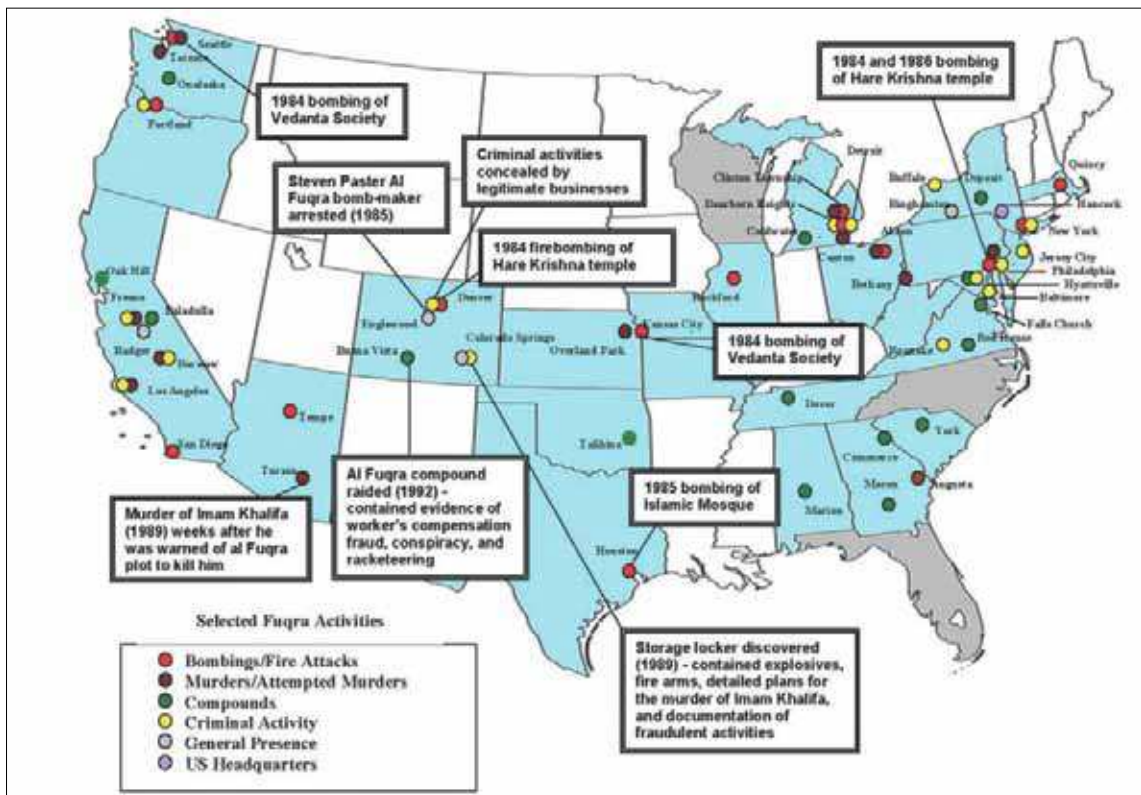 Seattle
Tacoma
Onalaska
Portland
1984 bombing of
Vedanta Society
1984 and 1986 bombing
of Hare Krishna temple
Steven Paster Al
Fuqra bomb-maker
arrested (1985)
Criminal activities
concealed by
legitimate businesses
1984 firebombing of
Hare Krishna temple
Detroit
Clinton Township
Dearborn Heights
Coldwater
Buffalo
Deposit
Quincy
Binghamton
Hancock
New York
Akron
Canton
Bethany
Jersey City
Philadelphia
Hyattsville
Baltimore
Falls Church
Red House
Roanoke
Oak Hill
Fresno
Baladulla
Badger
Los Angeles
San Diego
Denver
Englewood
Buena Vista
Colorado Springs
Overland Park
Kansas City
Rockford
1984 bombing of
Vedanta Society
Tempe
Tucson
Talihina
Dover
York
Commerce
Macon
Augusta
Marion
Murder of Imam Khalifa
(1989) weeks after he
was warned of al Fuqra
plot to kill him
Al Fuqra compound
raided (1992) -
contained evidence of
worker's compensation
fraud, conspiracy, and
racketeering
1985 bombing of
Islamic Mosque
Houston
Storage locker discovered
(1989) - contained explosives,
fire arms, detailed plans for
the murder of Imam Khalifa,
and documentation of
fraudulent activities
Selected Fuqra Activities
Bombings/Fire Attacks
Murders/Attempted Murders
Compounds
Criminal Activity
General Presence
US Headquarters